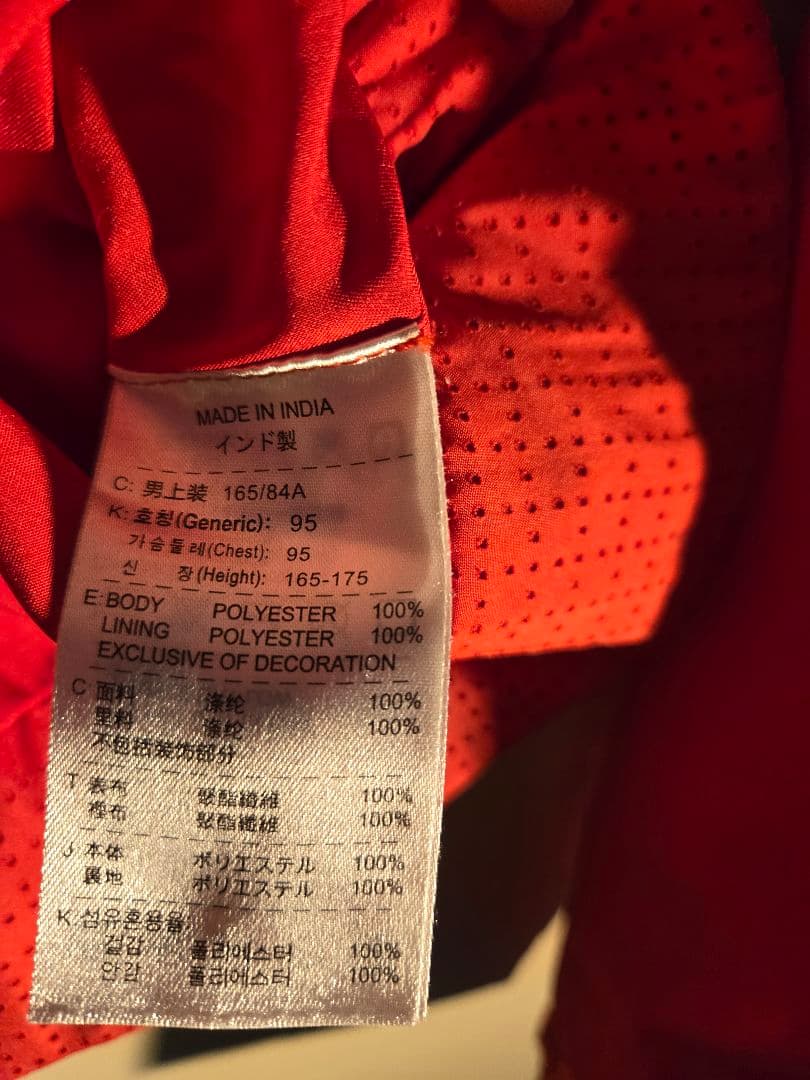 MADE IN INDIA
インド製
C: 男上装 165/84A
K: 호칭(Generic): 95
가슴둘레(Chest): 95
신 장(Height): 165-175
E: BODY POLYESTER 100%
LINING POLYESTER 100%
EXCLUSIVE OF DECORATION
C 面料 涤纶 100%
里料 涤纶 100%
不包括装饰部分
T 表布 聚酯纖維 100%
裡布 聚酯纖維 100%
J 本体 ポリエステル 100%
裏地 ポリエステル 100%
K 섬유혼용율
겉감 폴리에스터 100%
안감 폴리에스터 100%